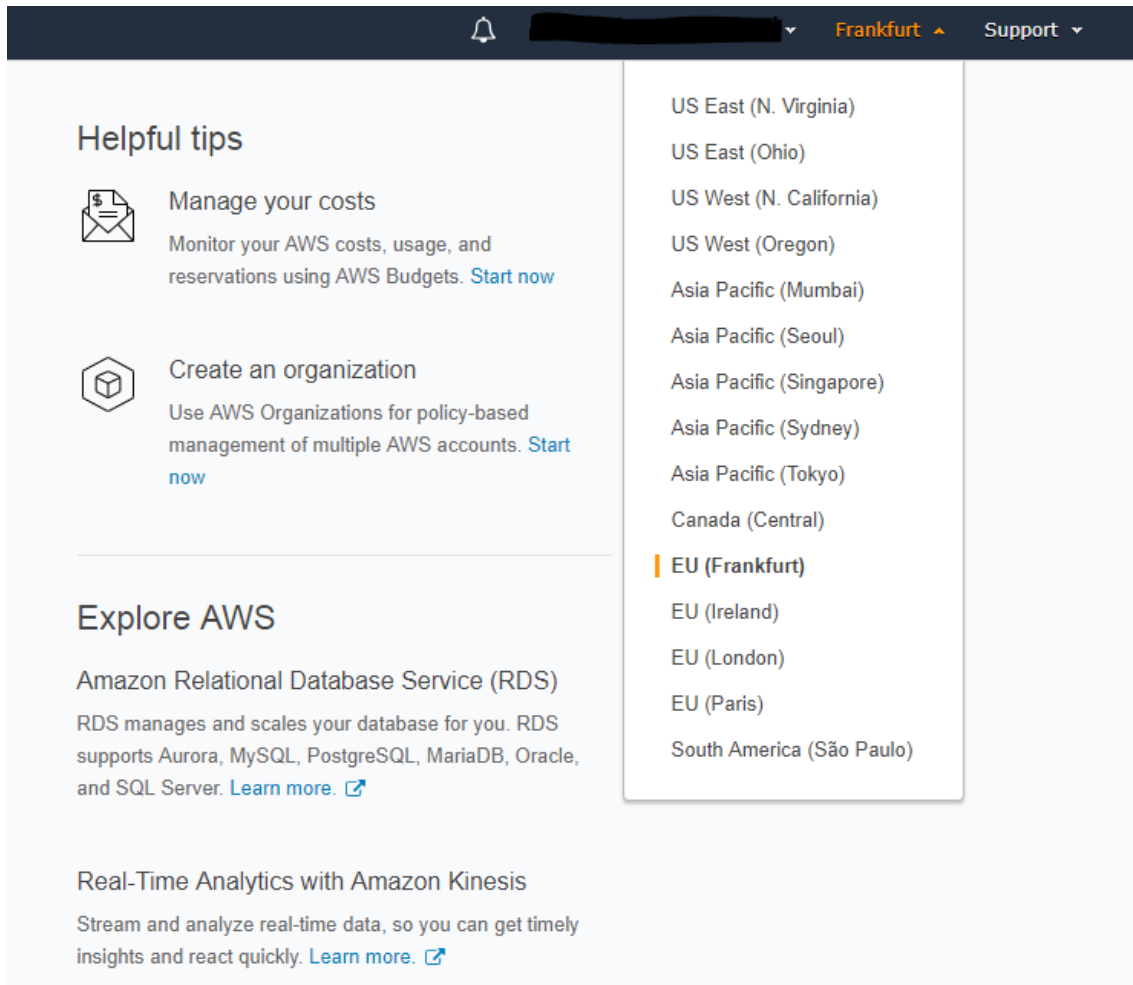 Frankfurt
Support
Helpful tips
Manage your costs
Monitor your AWS costs, usage, and
reservations using AWS Budgets. Start now
Create an organization
Use AWS Organizations for policy-based
management of multiple AWS accounts. Start
now
Explore AWS
Amazon Relational Database Service (RDS)
RDS manages and scales your database for you. RDS
supports Aurora, MySQL, PostgreSQL, MariaDB, Oracle,
and SQL Server. Learn more.
Real-Time Analytics with Amazon Kinesis
Stream and analyze real-time data, so you can get timely
insights and react quickly. Learn more.
US East (N. Virginia)
US East (Ohio)
US West (N. California)
US West (Oregon)
Asia Pacific (Mumbai)
Asia Pacific (Seoul)
Asia Pacific (Singapore)
Asia Pacific (Sydney)
Asia Pacific (Tokyo)
Canada (Central)
EU (Frankfurt)
EU (Ireland)
EU (London)
EU (Paris)
South America (São Paulo)